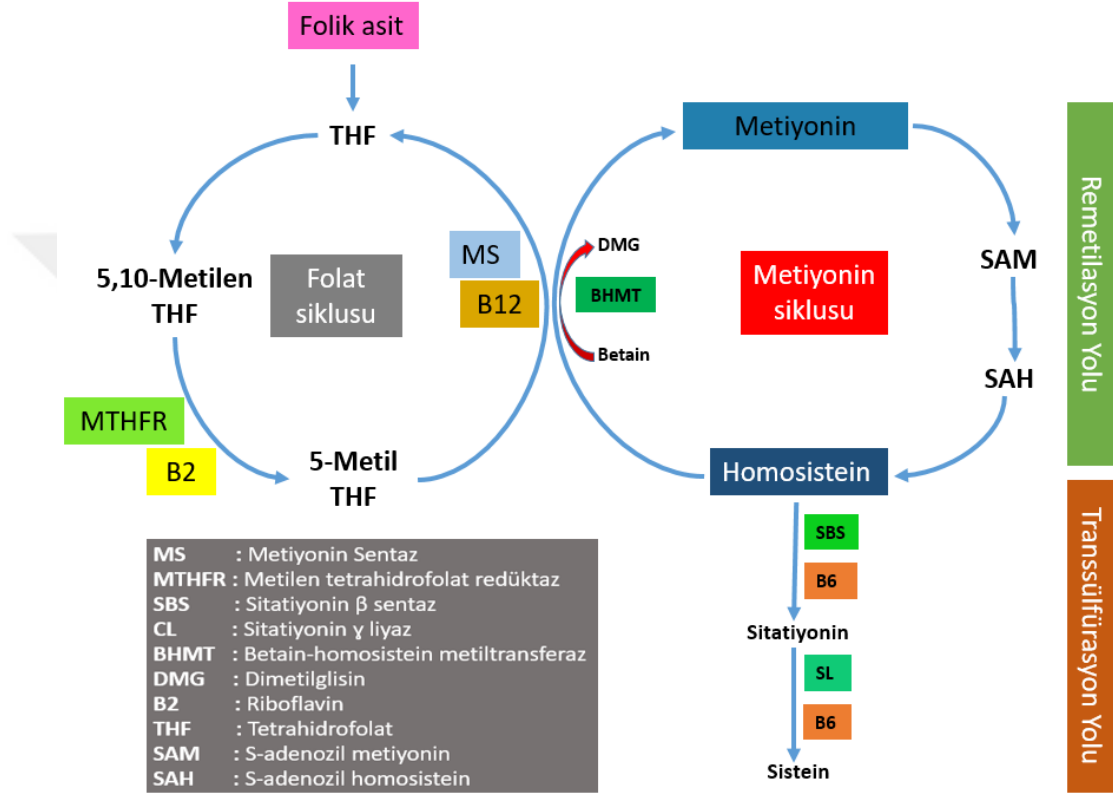 Folik asit
THF
5,10-Metilen
THF
Folat
siklusu
MTHFR
B2
5-Metil
THF
MS
B12
DMG
BHMT
Betain
Metiyonin
Metiyonin
siklusu
SAM
SAH
Homosistein
SBS
B6
Sitatiyonin
SL
B6
Sistein
Remetilasyon Yolu
Transsülfürasyon Yolu
MS : Metiyonin Sentaz
MTHFR : Metilen tetrahidrofolat redüktaz
SBS : Sitatiyonin β sentaz
CL : Sitatiyonin ɣ liyaz
BHMT : Betain-homosistein metiltransferaz
DMG : Dimetilglisin
B2 : Riboflavin
THF : Tetrahidrofolat
SAM : S-adenozil metiyonin
SAH : S-adenozil homosistein